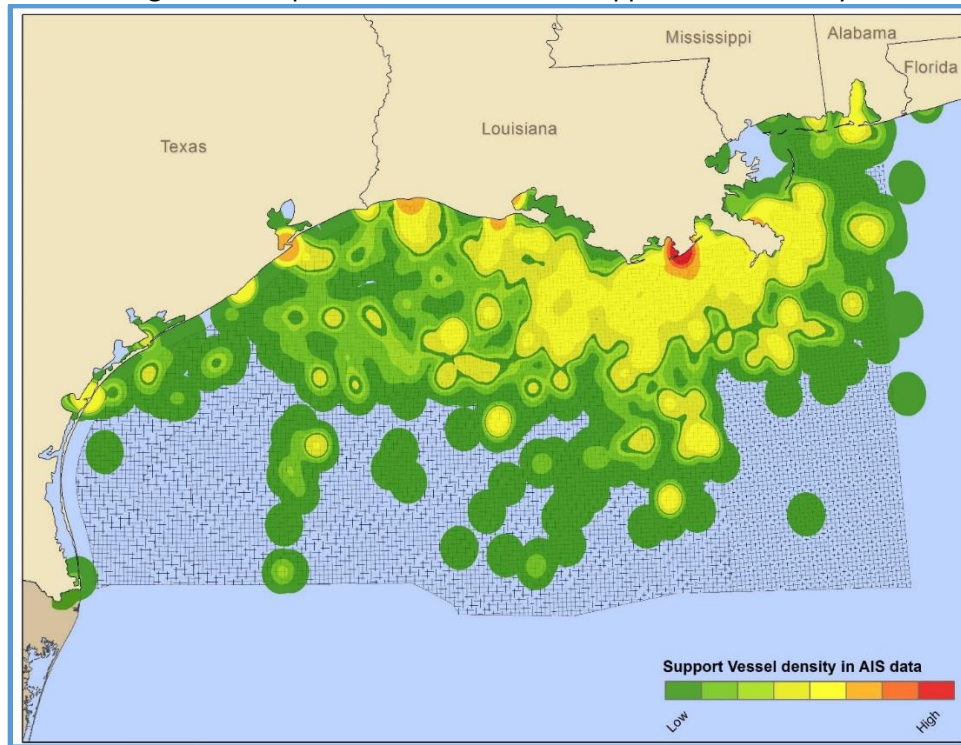 Alabama
Mississippi
Florida
Louisiana
Texas
Support Vessel density in AIS data
Low
High